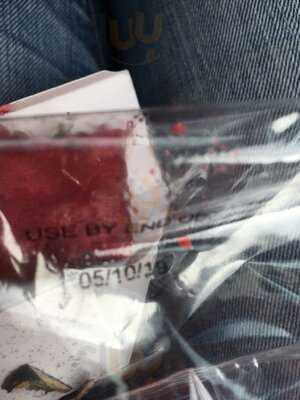 USE BY END OF
05/10/19